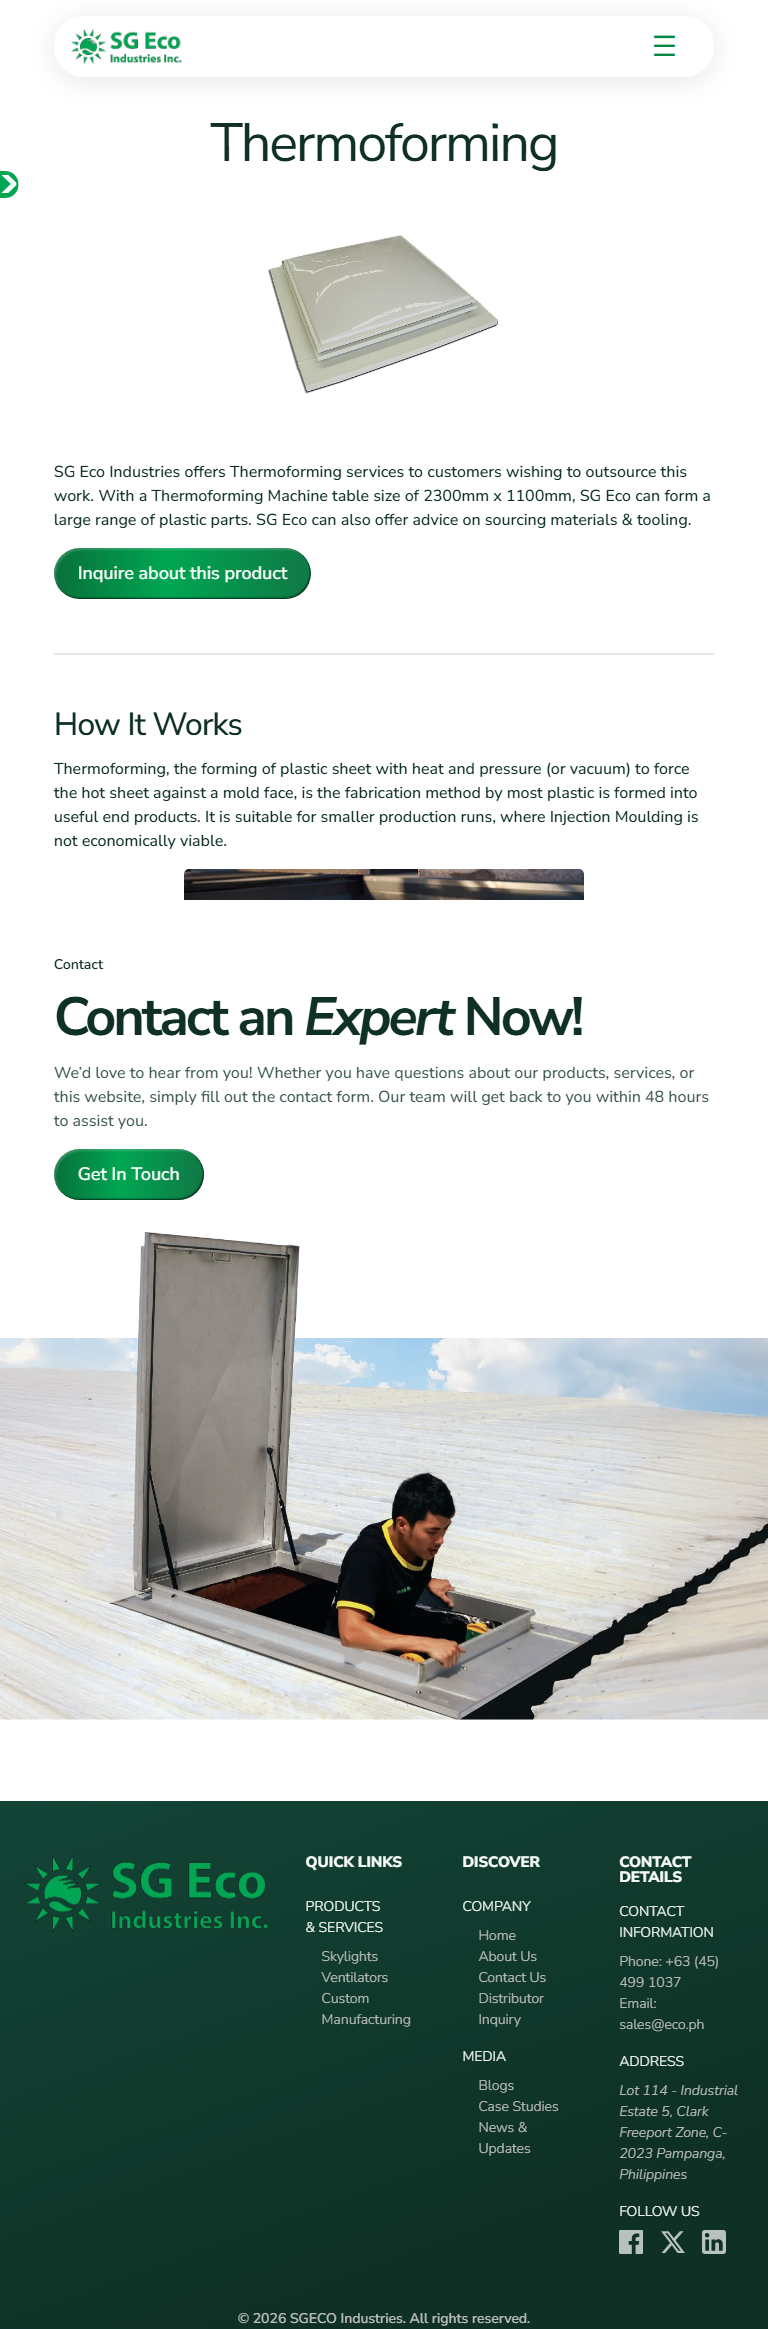 SG Eco
Industries Inc.
☰
Thermoforming
SG Eco Industries offers Thermoforming services to customers wishing to outsource this
work. With a Thermoforming Machine table size of 2300mm x 1100mm, SG Eco can form a
large range of plastic parts. SG Eco can also offer advice on sourcing materials & tooling.
Inquire about this product
How It Works
Thermoforming, the forming of plastic sheet with heat and pressure (or vacuum) to force
the hot sheet against a mold face, is the fabrication method by most plastic is formed into
useful end products. It is suitable for smaller production runs, where Injection Moulding is
not economically viable.
Contact
Contact an Expert Now!
We’d love to hear from you! Whether you have questions about our products, services, or
this website, simply fill out the contact form. Our team will get back to you within 48 hours
to assist you.
Get In Touch
SG Eco
Industries Inc.
QUICK LINKS
PRODUCTS
& SERVICES
Skylights
Ventilators
Custom
Manufacturing
DISCOVER
COMPANY
Home
About Us
Contact Us
Distributor
Inquiry
MEDIA
Blogs
Case Studies
News &
Updates
CONTACT
DETAILS
CONTACT
INFORMATION
Phone: +63 (45)
499 1037
Email:
sales@eco.ph
ADDRESS
Lot 114 - Industrial
Estate 5, Clark
Freeport Zone, C-
2023 Pampanga,
Philippines
FOLLOW US
© 2026 SGECO Industries. All rights reserved.